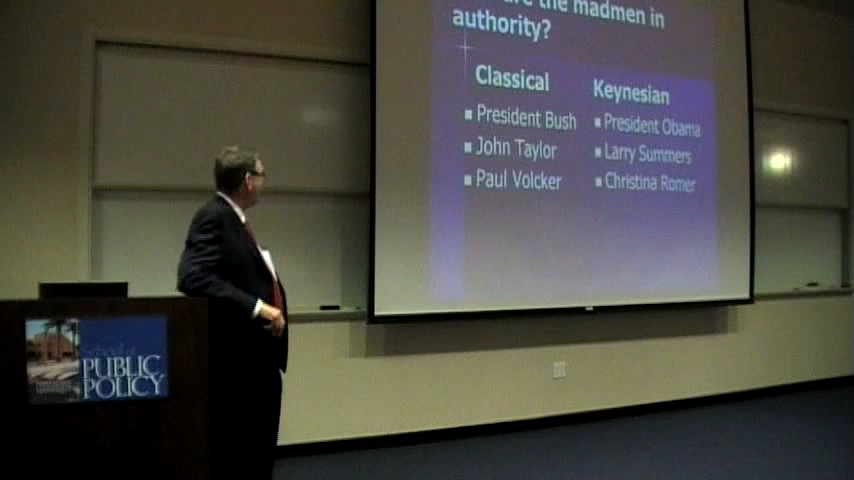 the madmen in
authority?
Classical
Keynesian
President Bush
President Obama
John Taylor
Larry Summers
Paul Volcker
Christina Romer
PUBLIC
POLICY